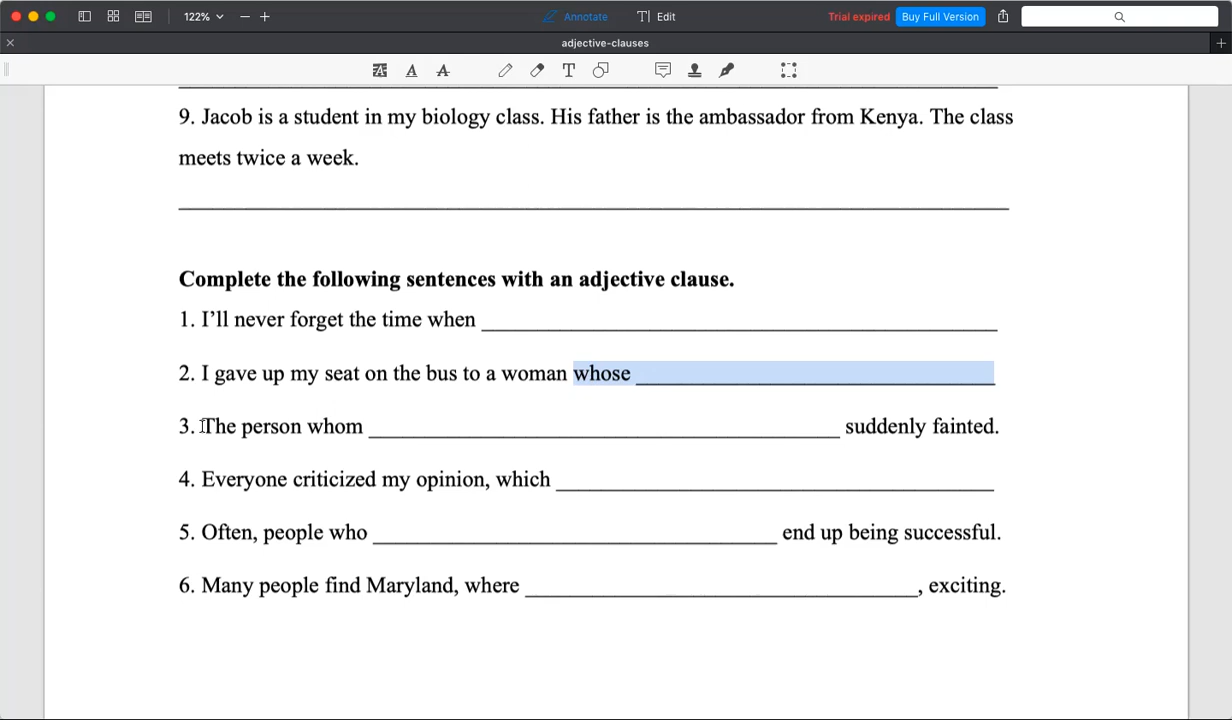 122%
Annotate
T| Edit
Trial expired
Buy Full Version
adjective-clauses
9. Jacob is a student in my biology class. His father is the ambassador from Kenya. The class
meets twice a week.
Complete the following sentences with an adjective clause.
1. I’ll never forget the time when
2. I gave up my seat on the bus to a woman whose
3. The person whom suddenly fainted.
4. Everyone criticized my opinion, which
5. Often, people who end up being successful.
6. Many people find Maryland, where , exciting.